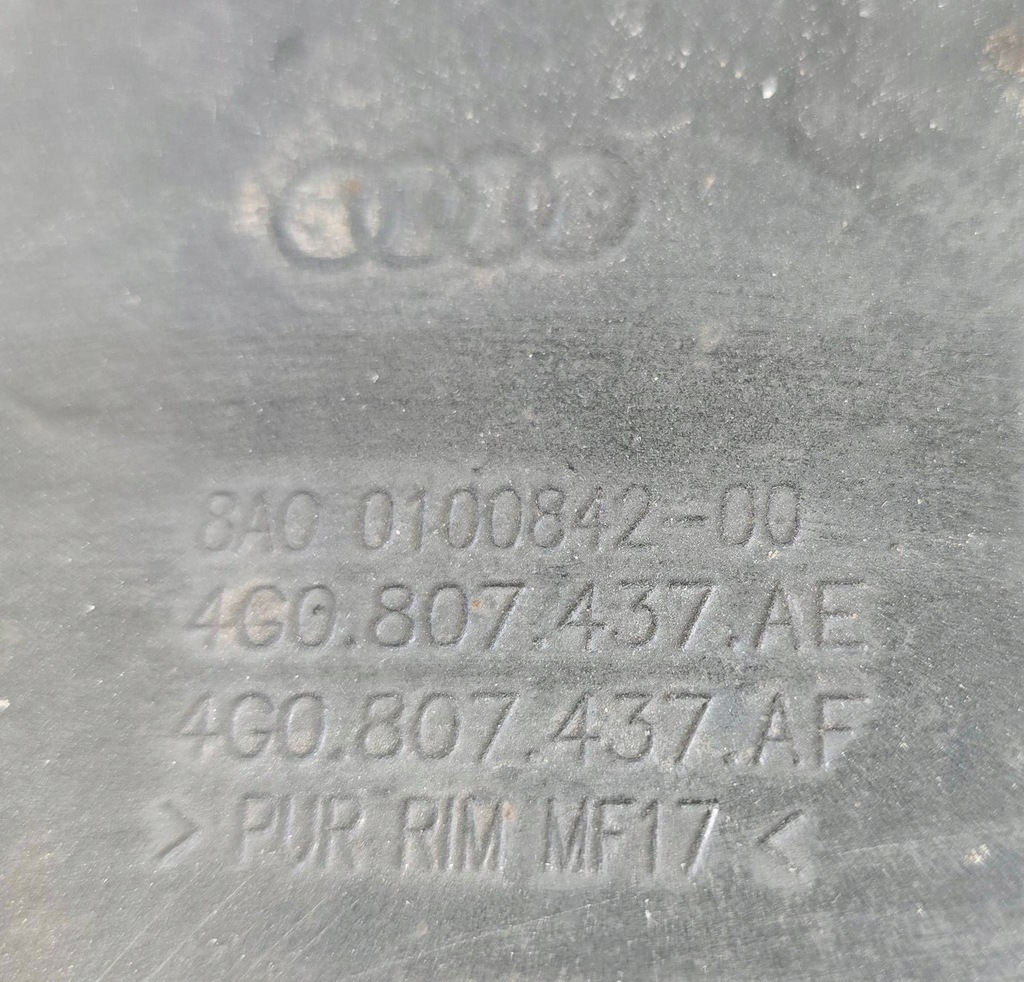 8A0 0100842-00
4G0.807.437.AE
4G0.807.437.AF
> PUR RIM MF17 <